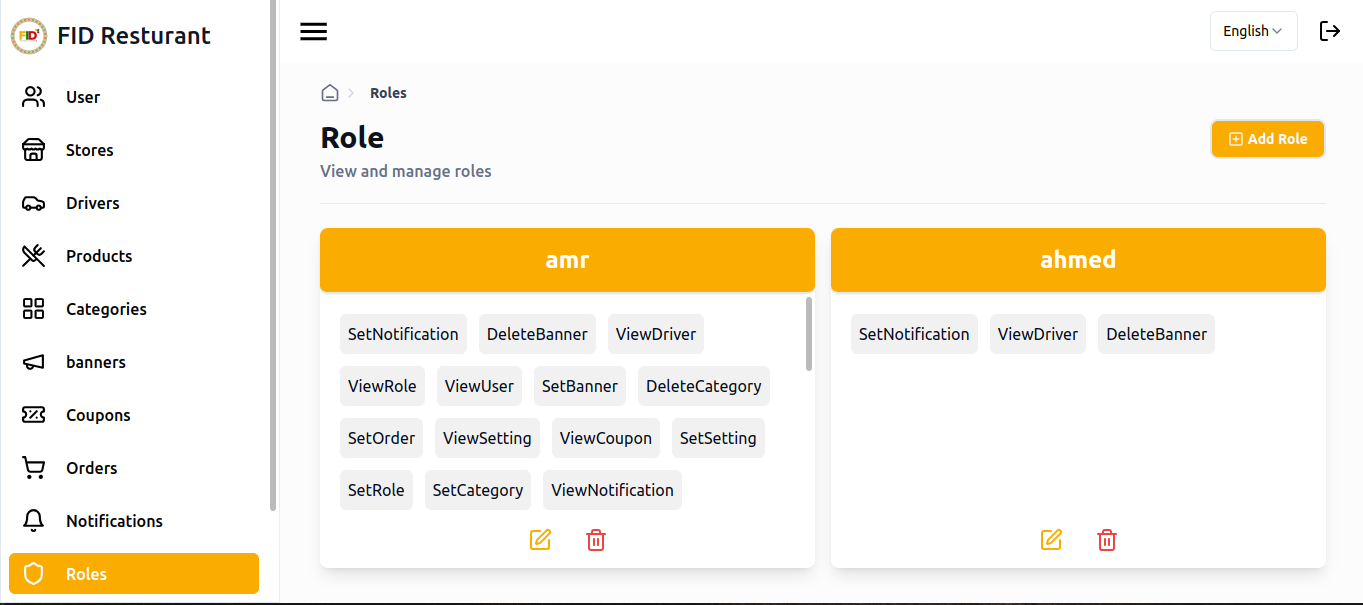 FID FID Resturant
User
Stores
Drivers
Products
Categories
banners
Coupons
Orders
Notifications
Roles
English
Roles
Role
View and manage roles
Add Role
amr
SetNotification DeleteBanner ViewDriver
ViewRole ViewUser SetBanner DeleteCategory
SetOrder ViewSetting ViewCoupon SetSetting
SetRole SetCategory ViewNotification
ahmed
SetNotification ViewDriver DeleteBanner